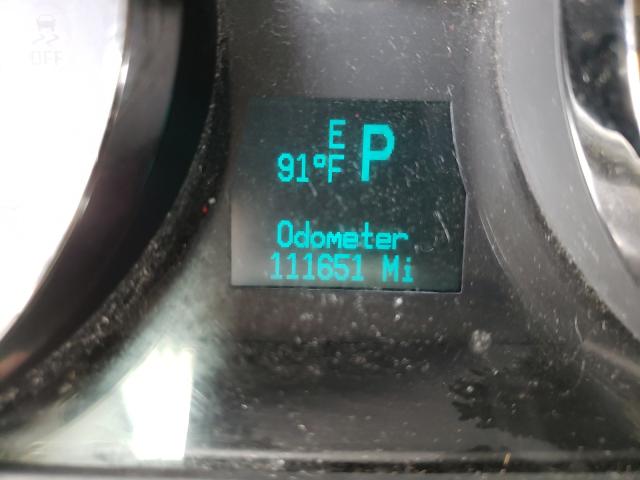 OFF
E P
91°F
Odometer
111651 Mi